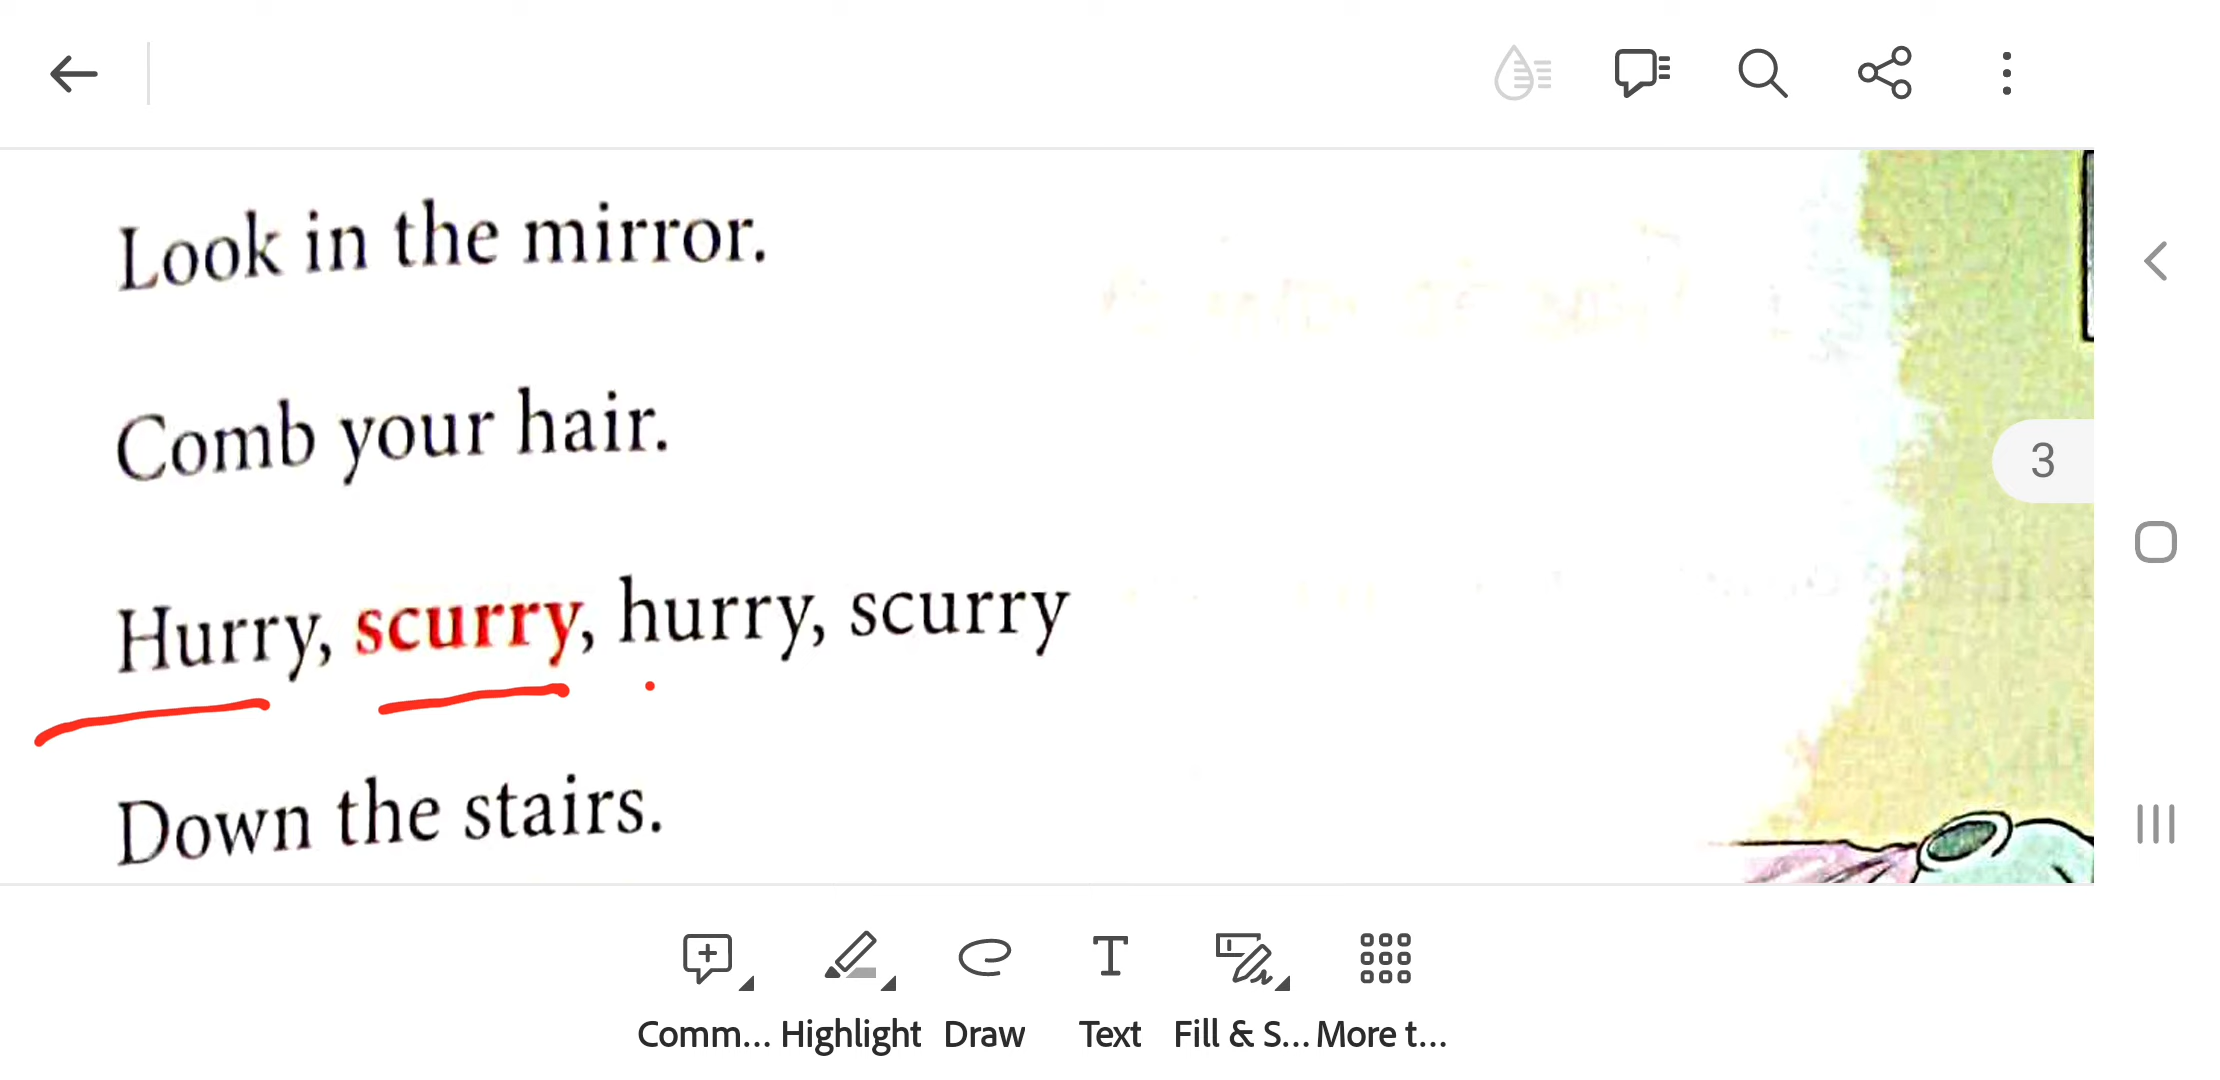 Look in the mirror.
Comb your hair.
3
Hurry, scurry, hurry, scurry
Down the stairs.
Comm... Highlight Draw Text Fill & S... More t...